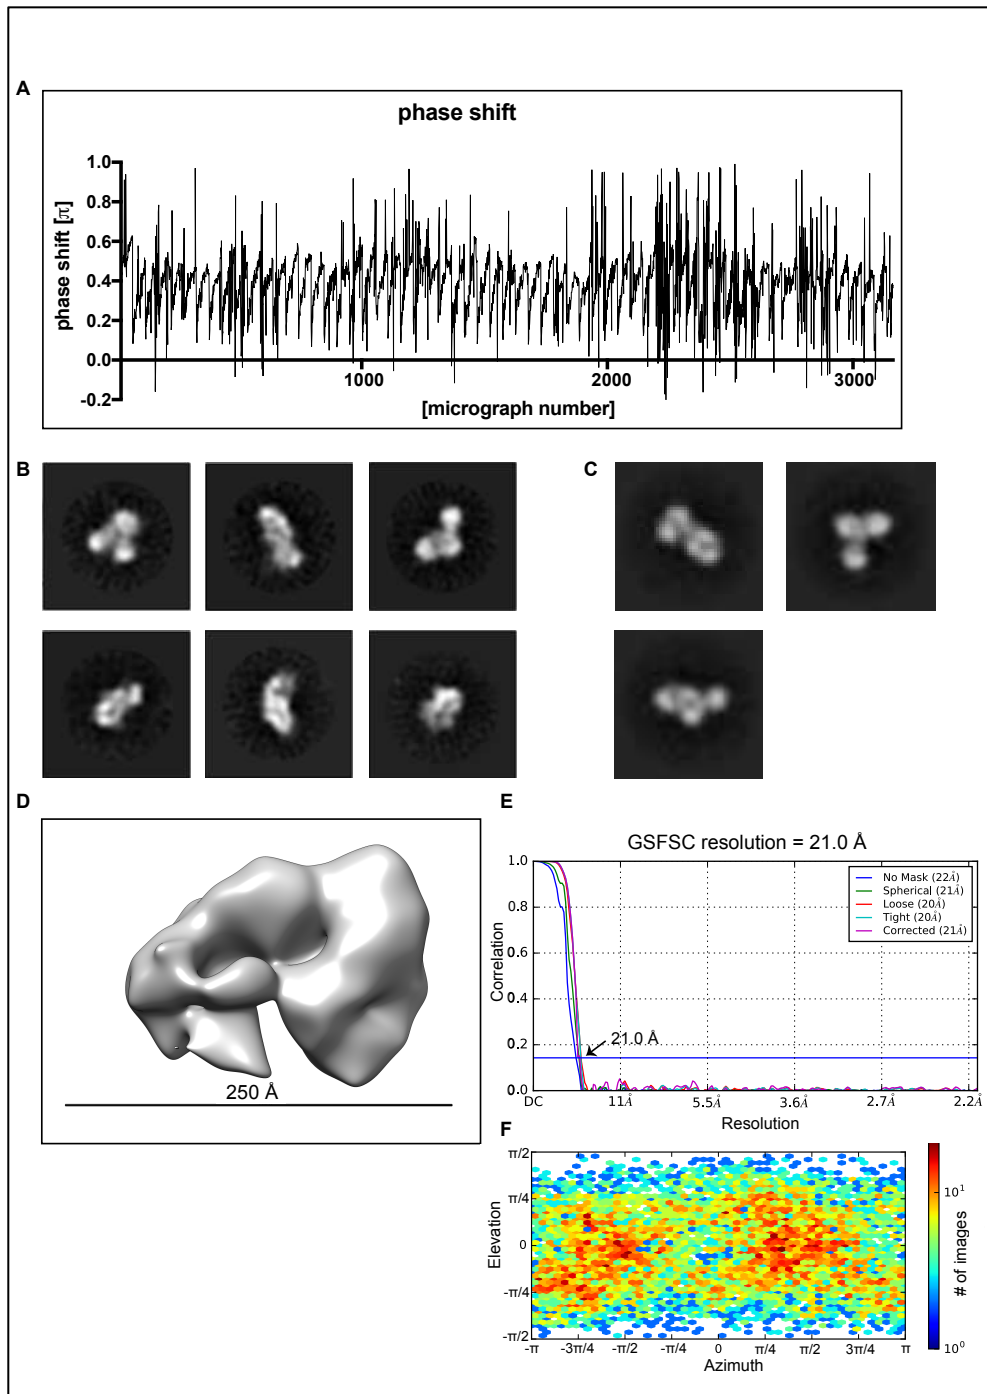 A
phase shift
phase shift [π]
1.0
0.8
0.6
0.4
0.2
0.0
-0.2
1000
2000
3000
[micrograph number]
B
C
D
250 Å
E
GSFSC resolution = 21.0 Å
Correlation
1.0
0.8
0.6
0.4
0.2
0.0
No Mask (22Å)
Spherical (21Å)
Loose (20Å)
Tight (20Å)
Corrected (21Å)
21.0 Å
DC
11Å
5.5Å
3.6Å
2.7Å
2.2Å
Resolution
F
Elevation
π/2
π/4
0
-π/4
-π/2
-π
-3π/4
-π/2
-π/4
0
π/4
π/2
3π/4
π
Azimuth
10¹
10⁰
# of images